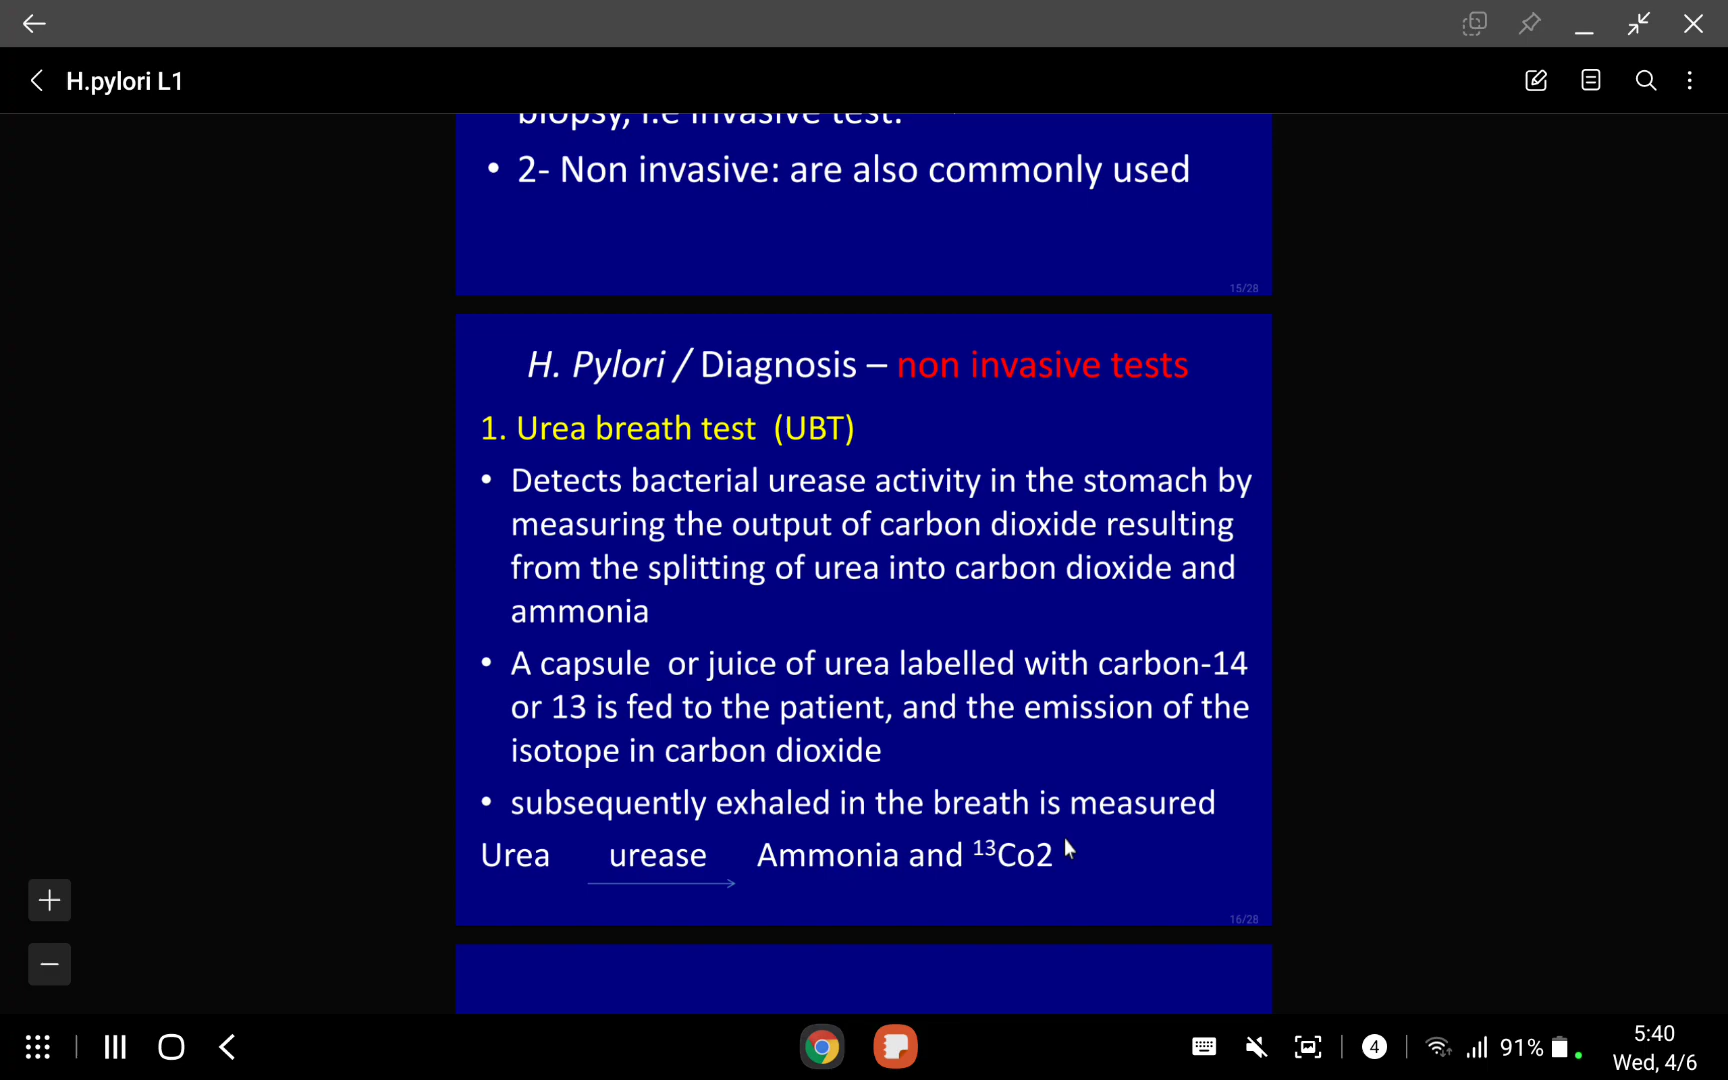 H.pylori L1
biopsy, i.e invasive test.
• 2- Non invasive: are also commonly used
15/28
H. Pylori / Diagnosis – non invasive tests
1. Urea breath test (UBT)
• Detects bacterial urease activity in the stomach by
measuring the output of carbon dioxide resulting
from the splitting of urea into carbon dioxide and
ammonia
• A capsule or juice of urea labelled with carbon-14
or 13 is fed to the patient, and the emission of the
isotope in carbon dioxide
• subsequently exhaled in the breath is measured
Urea urease Ammonia and ¹³Co2
16/28
4
91%
5:40
Wed, 4/6